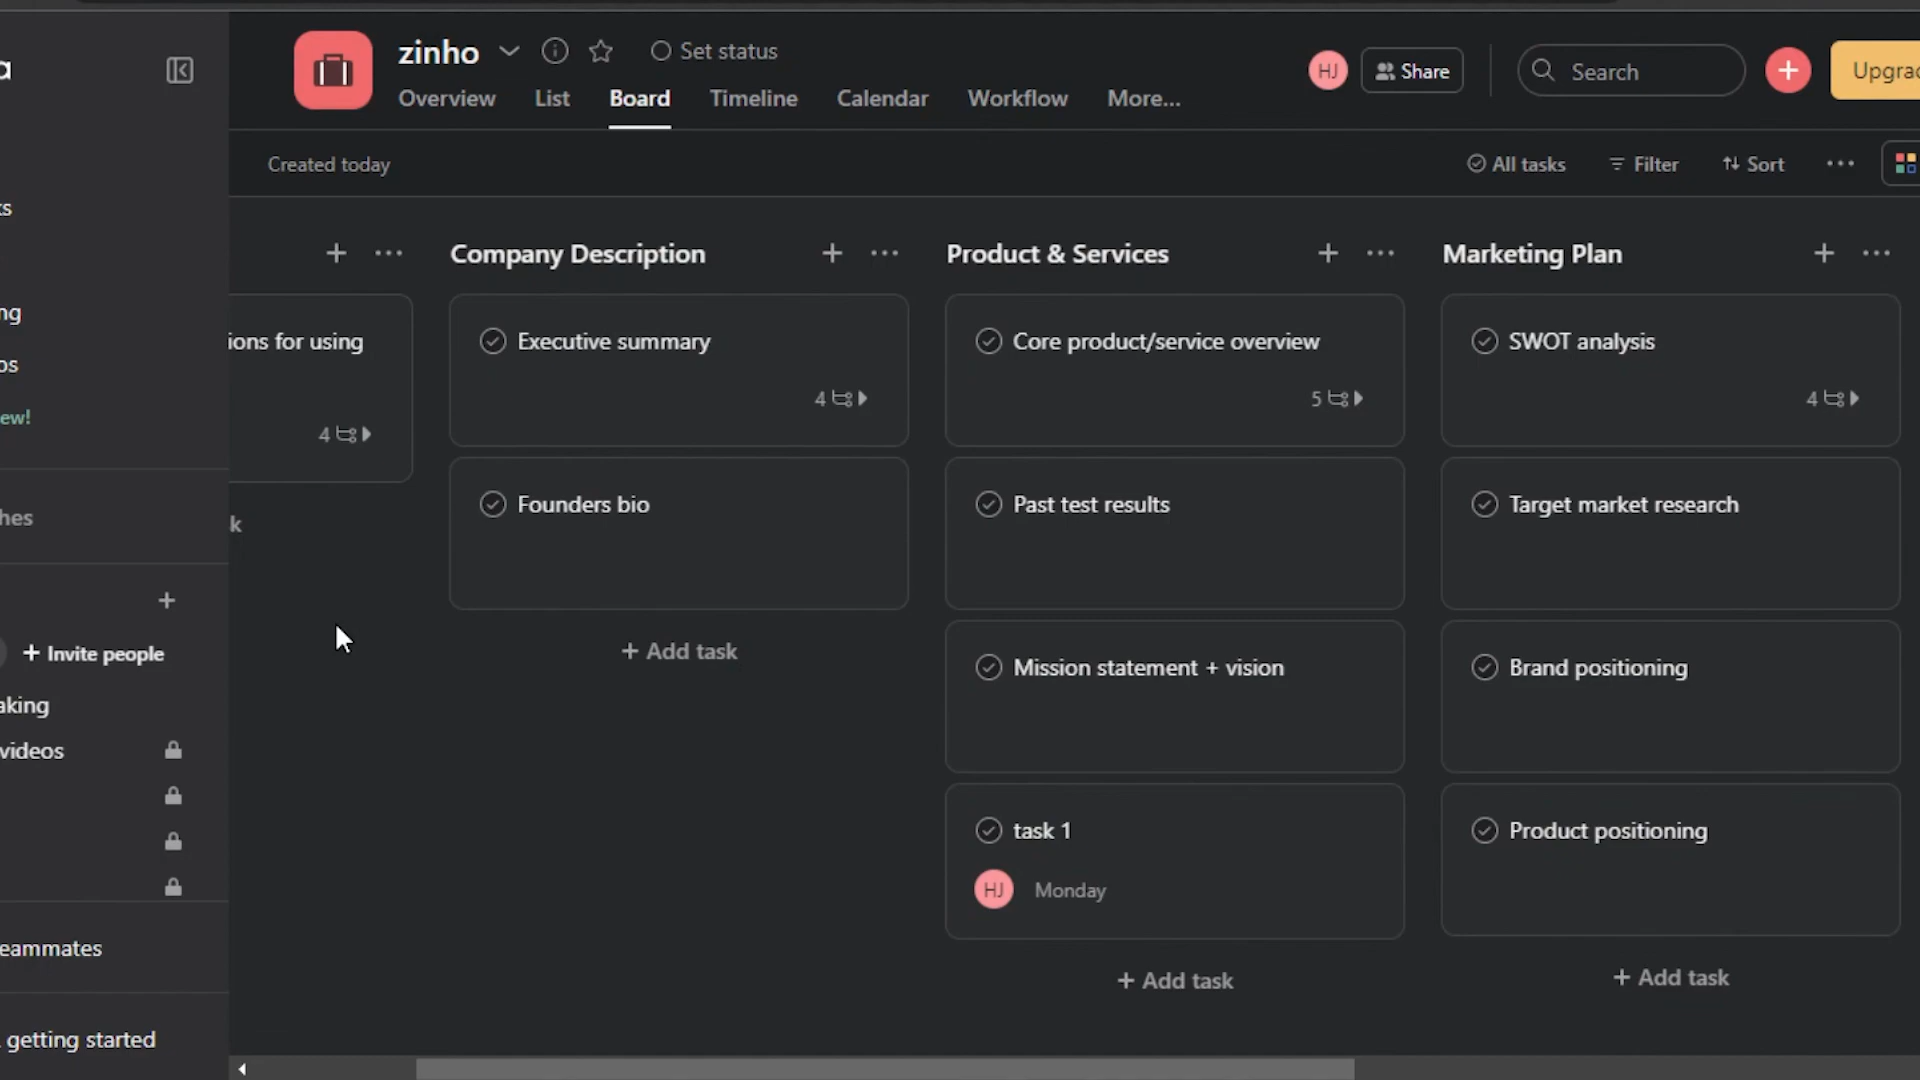 zinho
Set status
HJ
Share
Search
Overview
List
Board
Timeline
Calendar
Workflow
More...
Created today
All tasks
Filter
Sort
Company Description
Product & Services
Marketing Plan
ions for using
4
Executive summary
4
Founders bio
+ Add task
Core product/service overview
5
Past test results
Mission statement + vision
task 1
HJ
Monday
+ Add task
SWOT analysis
4
Target market research
Brand positioning
Product positioning
+ Add task
ew!
hes
+ Invite people
aking
videos
eammates
getting started